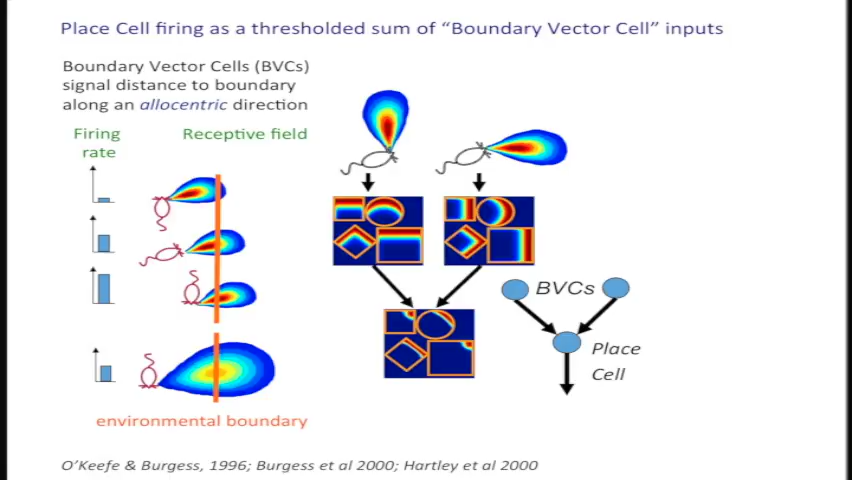 Place Cell firing as a thresholded sum of “Boundary Vector Cell” inputs
Boundary Vector Cells (BVCs)
signal distance to boundary
along an allocentric direction
Firing
rate
Receptive field
BVCs
Place
Cell
environmental boundary
O’Keefe & Burgess, 1996; Burgess et al 2000; Hartley et al 2000